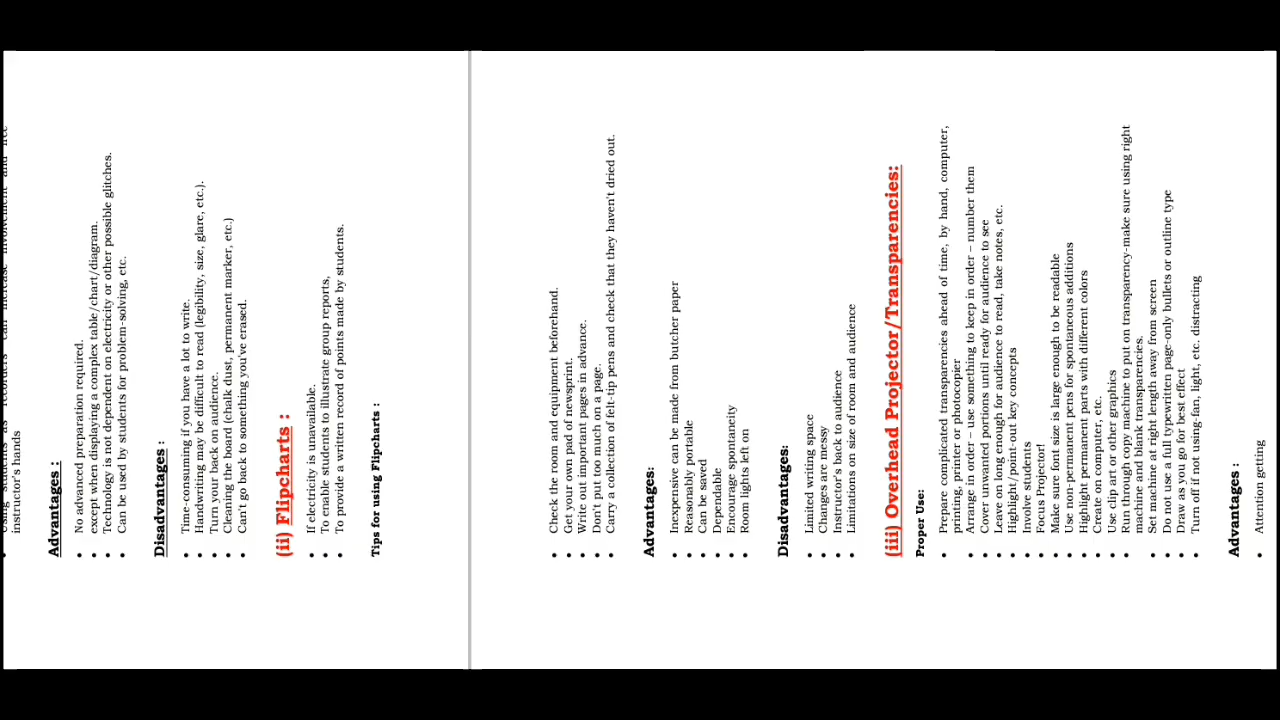 using students as recorders can increase involvement and free
instructor's hands
Advantages :
• No advanced preparation required.
• except when displaying a complex table/chart/diagram.
• Technology is not dependent on electricity or other possible glitches.
• Can be used by students for problem-solving, etc.
Disadvantages :
• Time-consuming if you have a lot to write.
• Handwriting may be difficult to read (legibility, size, glare, etc.).
• Turn your back on audience.
• Cleaning the board (chalk dust, permanent marker, etc.)
• Can't go back to something you've erased.
(ii) Flipcharts :
• If electricity is unavailable.
• To enable students to illustrate group reports,
• To provide a written record of points made by students.
Tips for using Flipcharts :
• Check the room and equipment beforehand.
• Get your own pad of newsprint.
• Write out important pages in advance.
• Don't put too much on a page.
• Carry a collection of felt-tip pens and check that they haven't dried out.
Advantages:
• Inexpensive can be made from butcher paper
• Reasonably portable
• Can be saved
• Dependable
• Encourage spontaneity
• Room lights left on
Disadvantages:
• Limited writing space
• Changes are messy
• Instructor's back to audience
• Limitations on size of room and audience
(iii) Overhead Projector/Transparencies:
Proper Use:
• Prepare complicated transparencies ahead of time, by hand, computer,
printing, printer or photocopier
• Arrange in order – use something to keep in order – number them
• Cover unwanted portions until ready for audience to see
• Leave on long enough for audience to read, take notes, etc.
• Highlight/point-out key concepts
• Involve students
• Focus Projector!
• Make sure font size is large enough to be readable
• Use non-permanent pens for spontaneous additions
• Highlight permanent parts with different colors
• Create on computer, etc.
• Use clip art or other graphics
• Run through copy machine to put on transparency-make sure using right
machine and blank transparencies.
• Set machine at right length away from screen
• Do not use a full typewritten page-only bullets or outline type
• Draw as you go for best effect
• Turn off if not using-fan, light, etc. distracting
Advantages :
• Attention getting